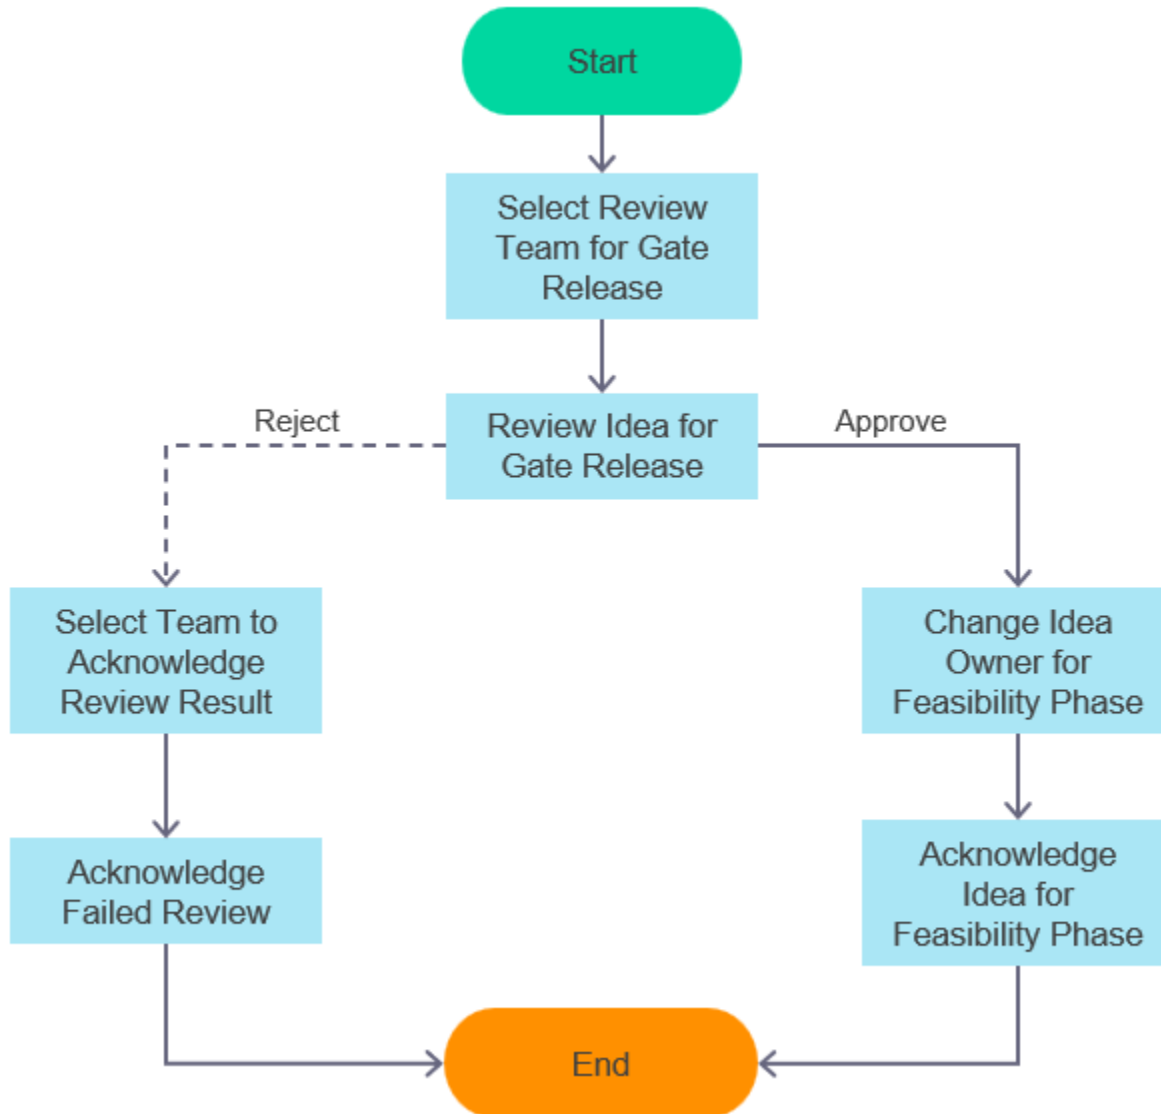 Start
Select Review
Team for Gate
Release
Reject
Review Idea for
Gate Release
Approve
Select Team to
Acknowledge
Review Result
Change Idea
Owner for
Feasibility Phase
Acknowledge
Failed Review
Acknowledge
Idea for
Feasibility Phase
End